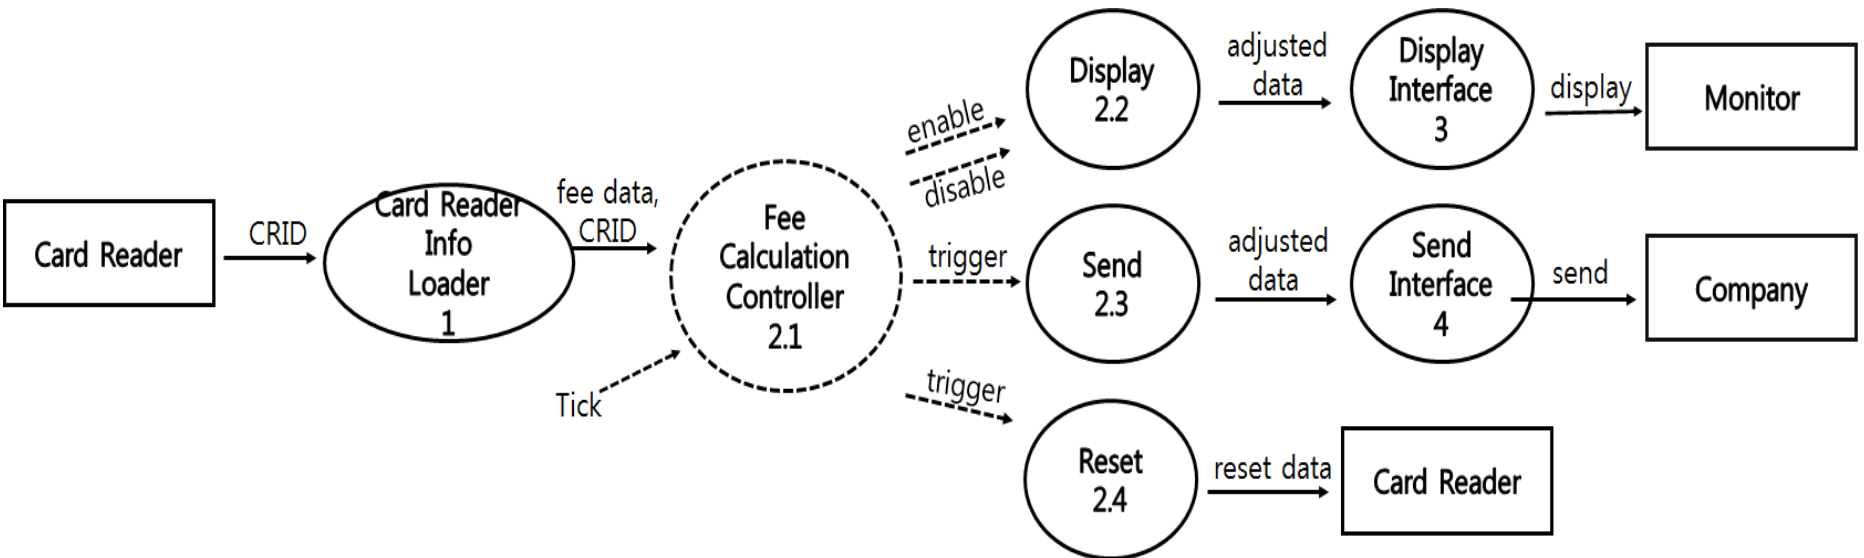 Card Reader
CRID
Card Reader
Info
Loader
1
fee data,
CRID
Tick
Fee
Calculation
Controller
2.1
enable
disable
trigger
trigger
Display
2.2
adjusted
data
Display
Interface
3
display
Monitor
Send
2.3
adjusted
data
Send
Interface
4
send
Company
Reset
2.4
reset data
Card Reader